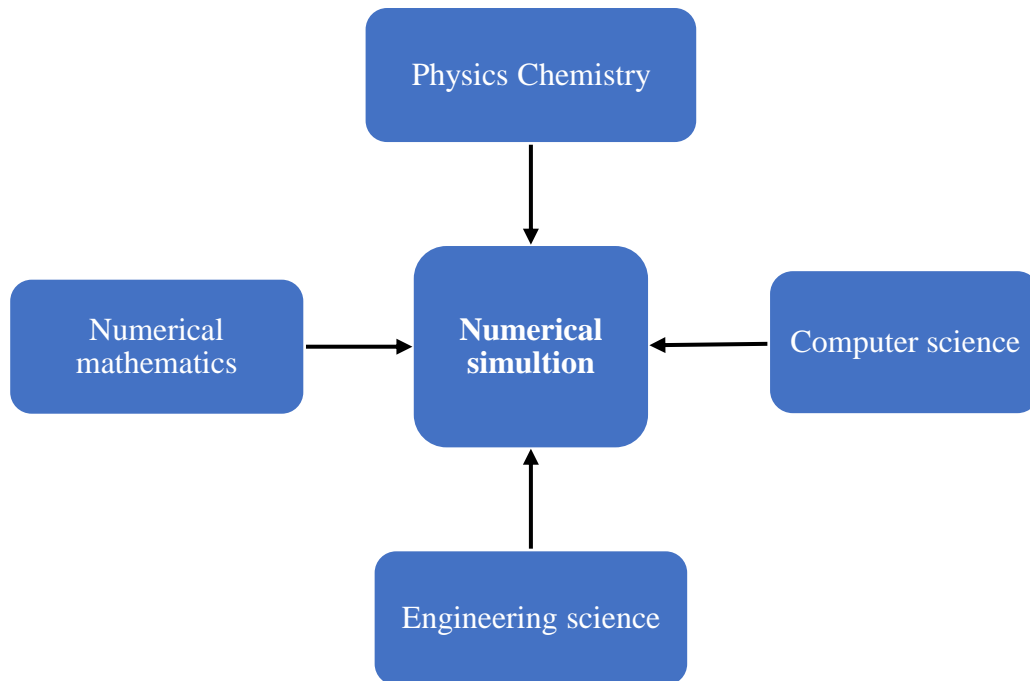 Physics Chemistry
Numerical
mathematics
Numerical
simultion
Computer science
Engineering science